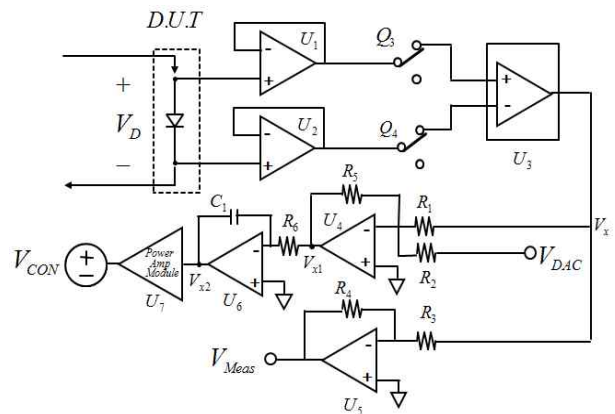 D.U.T
U1
Q3
+
-
+
VD
−
U2
Q4
-
+
+
-
U3
C1
R5
R6
U4
R1
Vx
VCON
Power
Amp
Module
U7
Vx2
U6
-
+
Vx1
-
+
R2
VDAC
R4
R3
VMeas
-
+
U5